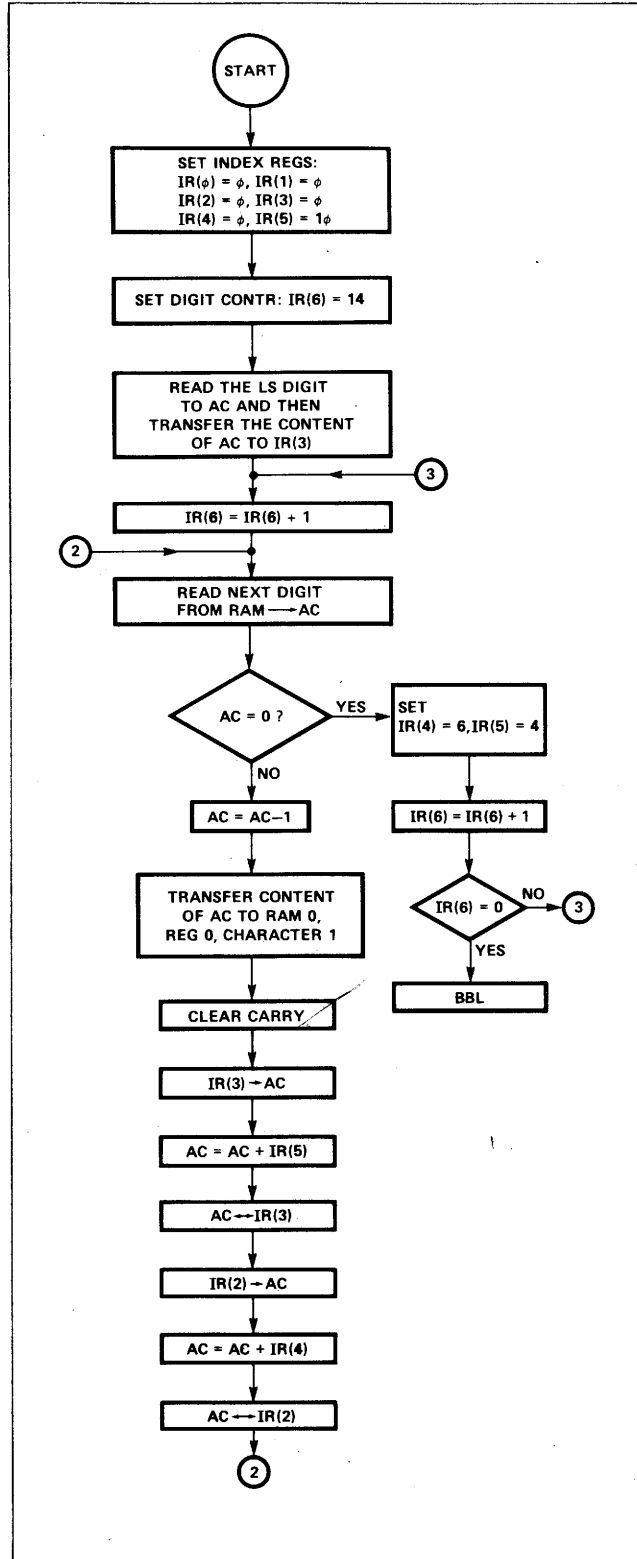 START
SET INDEX REGS:
IR(ϕ) = ϕ, IR(1) = ϕ
IR(2) = ϕ, IR(3) = ϕ
IR(4) = ϕ, IR(5) = 1ϕ
SET DIGIT CONTR: IR(6) = 14
READ THE LS DIGIT
TO AC AND THEN
TRANSFER THE CONTENT
OF AC TO IR(3)
3
IR(6) = IR(6) + 1
2
READ NEXT DIGIT
FROM RAM → AC
AC = 0 ?
YES
SET
IR(4) = 6, IR(5) = 4
NO
AC = AC−1
IR(6) = IR(6) + 1
TRANSFER CONTENT
OF AC TO RAM 0,
REG 0, CHARACTER 1
IR(6) = 0
NO
3
YES
BBL
CLEAR CARRY
IR(3) → AC
AC = AC + IR(5)
AC ↔ IR(3)
IR(2) → AC
AC = AC + IR(4)
AC ↔ IR(2)
2